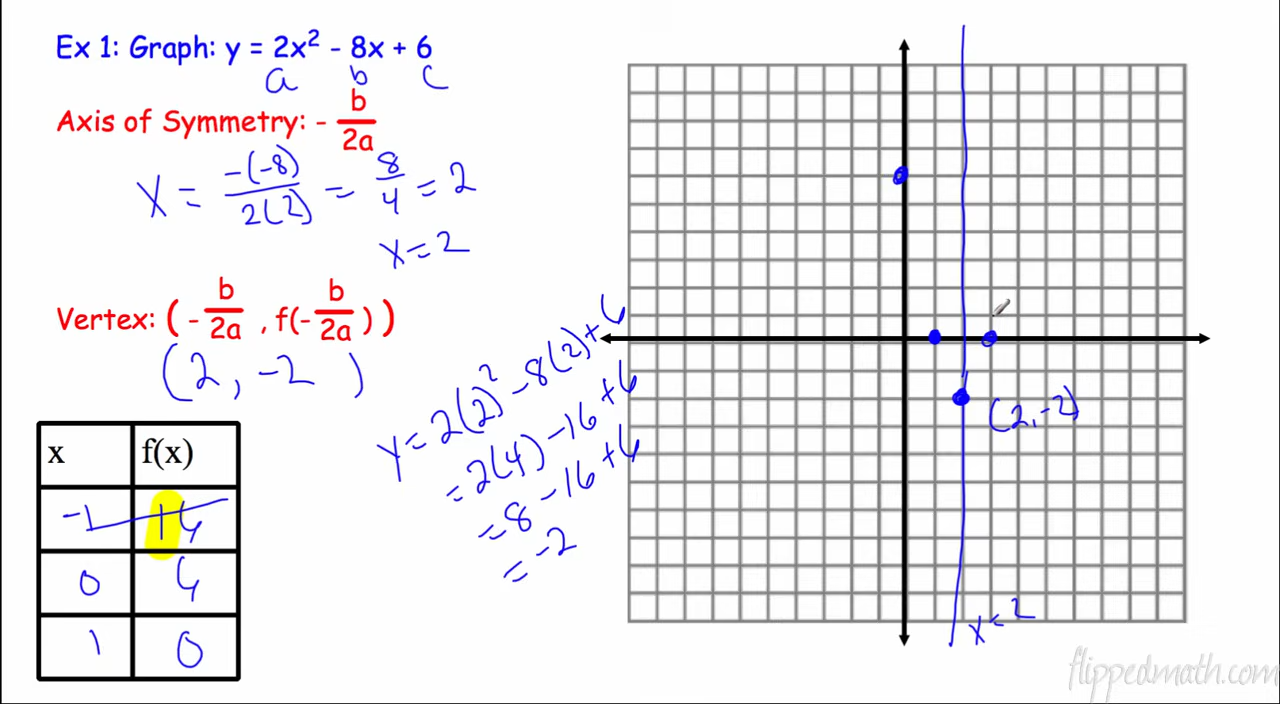 Ex 1: Graph: y = 2x² - 8x + 6
a b c
Axis of Symmetry: - b/2a
X = -(-8)/2(2) = 8/4 = 2
x = 2
Vertex: (- b/2a , f(- b/2a ))
(2, -2)
y = 2(2)² - 8(2) + 6
= 2(4) - 16 + 6
= 8 - 16 + 6
= -2
x f(x)
-1 16
0 6
1 0
(2, -2)
x = 2
flippedmath.com